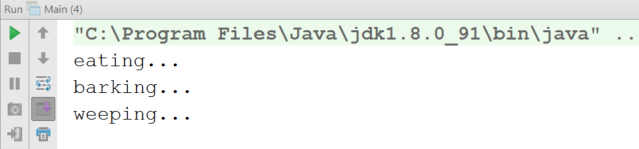 Run Main (4)
"C:\Program Files\Java\jdk1.8.0_91\bin\java" ..
eating...
barking...
weeping...